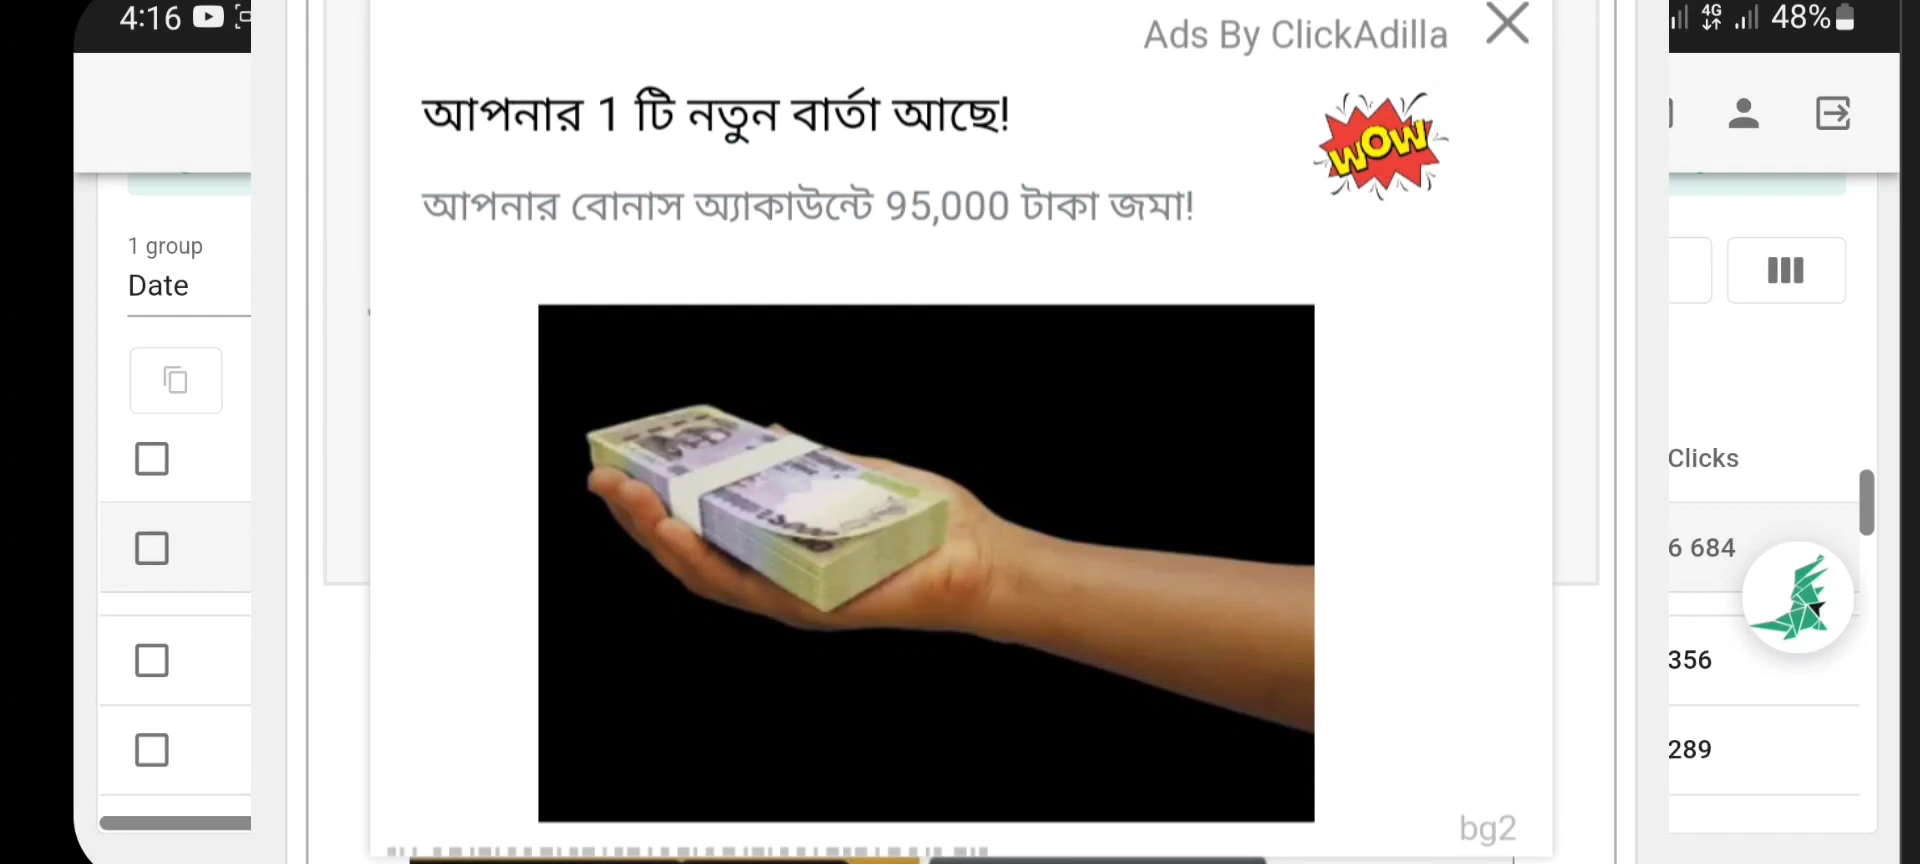 4:16
4G
48%
Ads By ClickAdilla
আপনার 1 টি নতুন বার্তা আছে!
WOW
আপনার বোনাস অ্যাকাউন্টে 95,000 টাকা জমা!
1 group
Date
Clicks
6 684
356
289
bg2